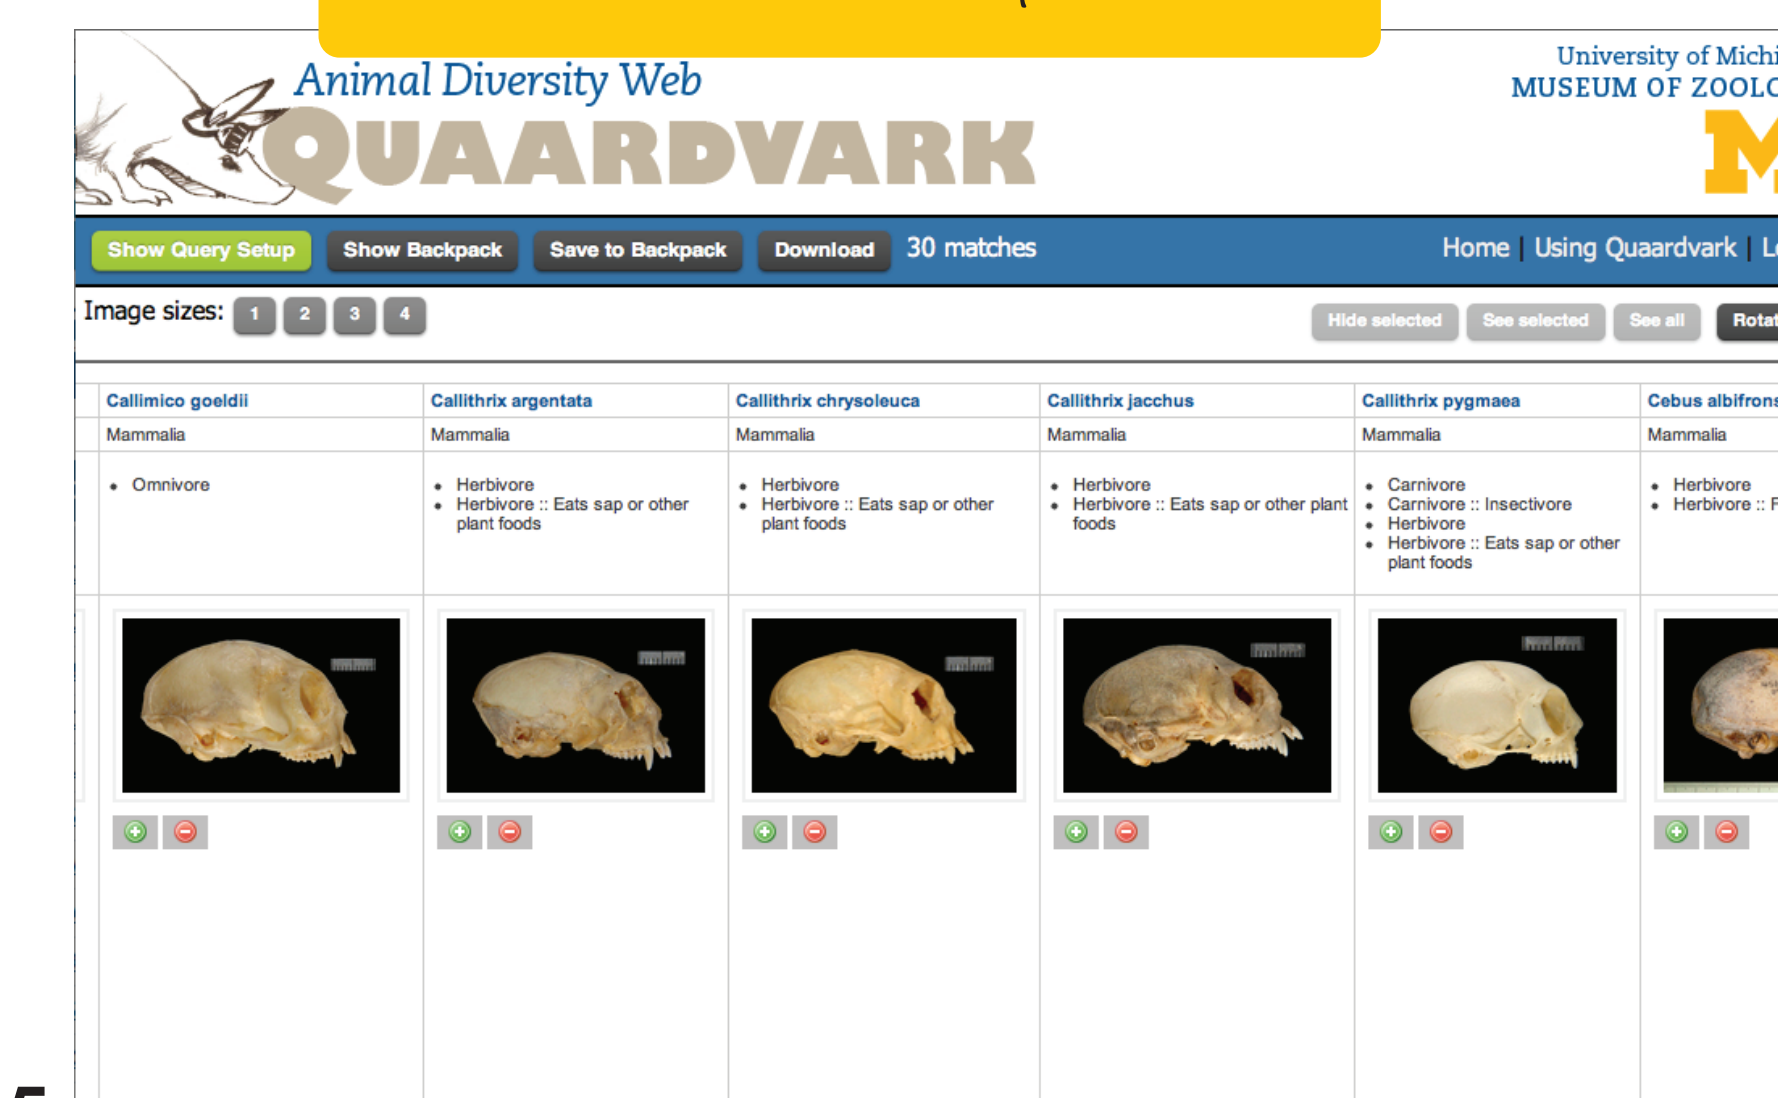 Animal Diversity Web
QUAARDVARK
University of Michi
MUSEUM OF ZOOLO
M
Show Query Setup Show Backpack Save to Backpack Download 30 matches Home | Using Quaardvark | Lo
Image sizes: 1 2 3 4 Hide selected See selected See all Rotat
Callimico goeldii Callithrix argentata Callithrix chrysoleuca Callithrix jacchus Callithrix pygmaea Cebus albifrons
Mammalia Mammalia Mammalia Mammalia Mammalia Mammalia
• Omnivore
• Herbivore
• Herbivore :: Eats sap or other
plant foods
• Herbivore
• Herbivore :: Eats sap or other
plant foods
• Herbivore
• Herbivore :: Eats sap or other plant
foods
• Carnivore
• Carnivore :: Insectivore
• Herbivore
• Herbivore :: Eats sap or other
plant foods
• Herbivore
• Herbivore :: F